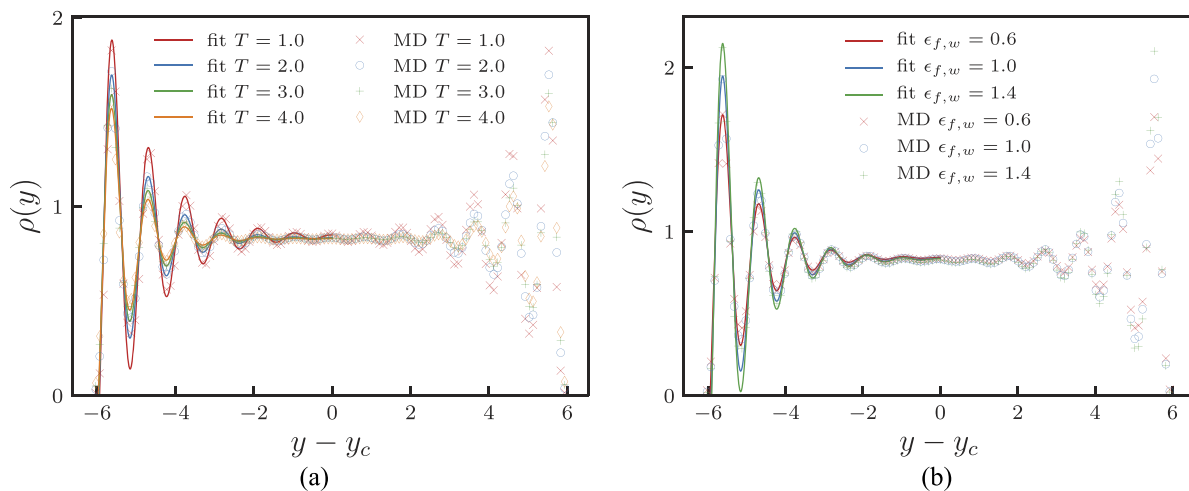 2
1
0
ρ(y)
fit T = 1.0
fit T = 2.0
fit T = 3.0
fit T = 4.0
MD T = 1.0
MD T = 2.0
MD T = 3.0
MD T = 4.0
−6 −4 −2 0 2 4 6
y − y_c
(a)
2
1
0
ρ(y)
fit ϵ_{f,w} = 0.6
fit ϵ_{f,w} = 1.0
fit ϵ_{f,w} = 1.4
MD ϵ_{f,w} = 0.6
MD ϵ_{f,w} = 1.0
MD ϵ_{f,w} = 1.4
−6 −4 −2 0 2 4 6
y − y_c
(b)